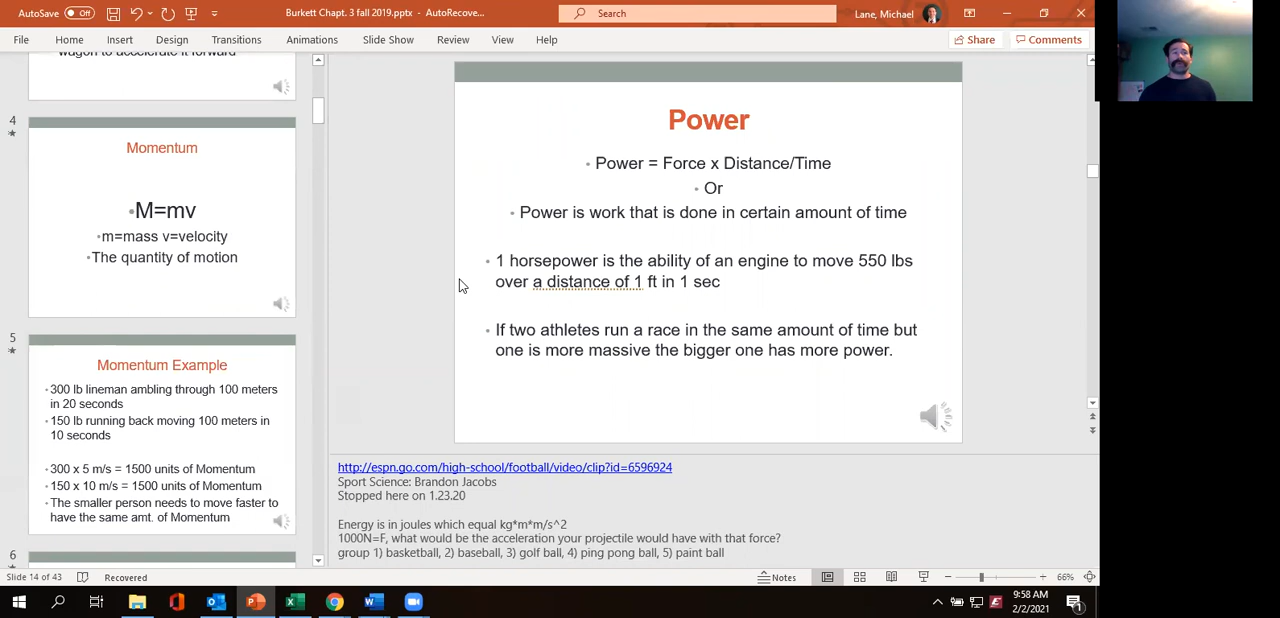 AutoSave Off
Burkett Chapt. 3 fall 2019.pptx - AutoRecove...
Search
Lane, Michael
File Home Insert Design Transitions Animations Slide Show Review View Help
Share Comments
wagon to accelerate it forward
4
Momentum
•M=mv
•m=mass v=velocity
•The quantity of motion
5
Momentum Example
•300 lb lineman ambling through 100 meters
in 20 seconds
•150 lb running back moving 100 meters in
10 seconds
300 x 5 m/s = 1500 units of Momentum
•150 x 10 m/s = 1500 units of Momentum
•The smaller person needs to move faster to
have the same amt. of Momentum
6
Power
• Power = Force x Distance/Time
• Or
• Power is work that is done in certain amount of time
• 1 horsepower is the ability of an engine to move 550 lbs
over a distance of 1 ft in 1 sec
• If two athletes run a race in the same amount of time but
one is more massive the bigger one has more power.
http://espn.go.com/high-school/football/video/clip?id=6596924
Sport Science: Brandon Jacobs
Stopped here on 1.23.20
Energy is in joules which equal kg*m*m/s^2
1000N=F, what would be the acceleration your projectile would have with that force?
group 1) basketball, 2) baseball, 3) golf ball, 4) ping pong ball, 5) paint ball
Slide 14 of 43 Recovered
Notes
66%
9:58 AM
2/2/2021